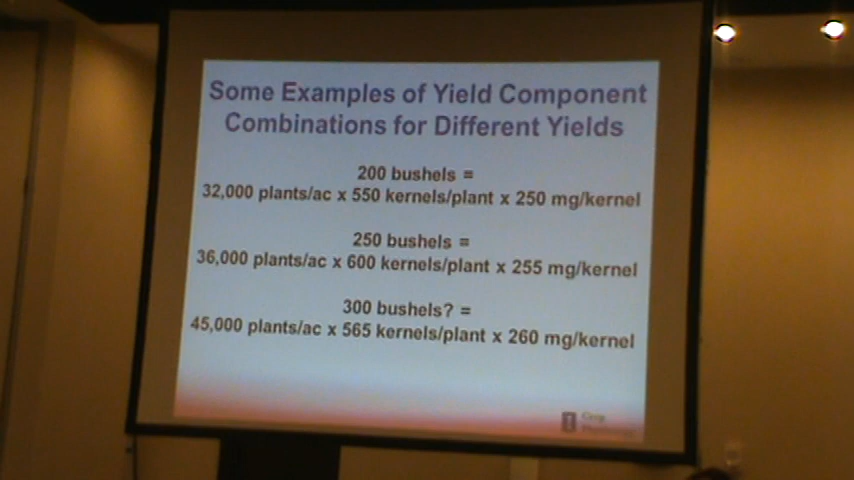 Some Examples of Yield Component
Combinations for Different Yields
200 bushels =
32,000 plants/ac x 550 kernels/plant x 250 mg/kernel
250 bushels =
36,000 plants/ac x 600 kernels/plant x 255 mg/kernel
300 bushels? =
45,000 plants/ac x 565 kernels/plant x 260 mg/kernel
Crop